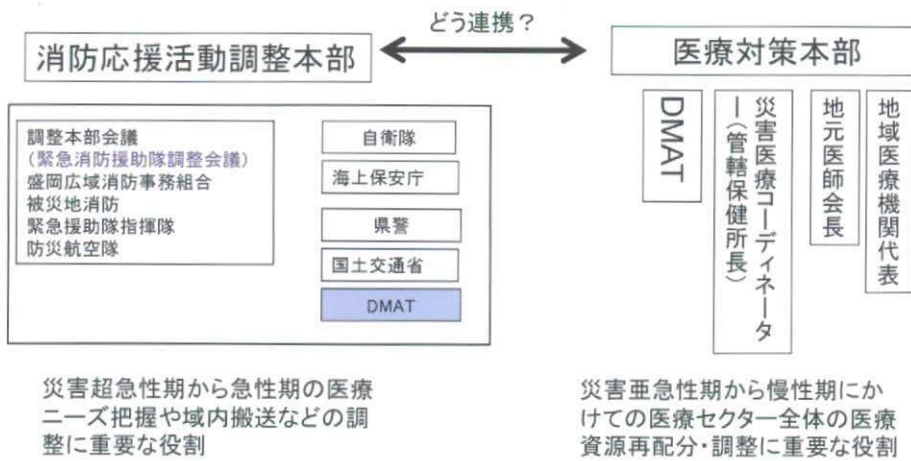 どう連携？
消防応援活動調整本部
医療対策本部
調整本部会議
(緊急消防援助隊調整会議)
盛岡広域消防事務組合
被災地消防
緊急援助隊指揮隊
防災航空隊
自衛隊
海上保安庁
県警
国土交通省
DMAT
DMAT
災害医療コーディネータ
ー(管轄保健所長)
地元医師会長
地域医療機関代表
災害超急性期から急性期の医療
ニーズ把握や域内搬送などの調
整に重要な役割
災害亜急性期から慢性期にか
けての医療セクター全体の医療
資源再配分・調整に重要な役割